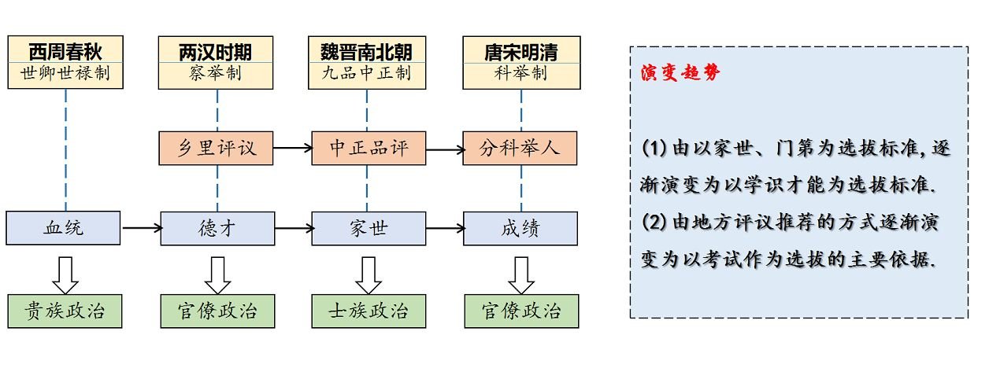 西周春秋
世卿世禄制
两汉时期
察举制
魏晋南北朝
九品中正制
唐宋明清
科举制
乡里评议
中正品评
分科举人
血统
德才
家世
成绩
贵族政治
官僚政治
士族政治
官僚政治
演变趋势
(1)由以家世、门第为选拔标准,逐
渐演变为以学识才能为选拔标准.
(2)由地方评议推荐的方式逐渐演
变为以考试作为选拔的主要依据.